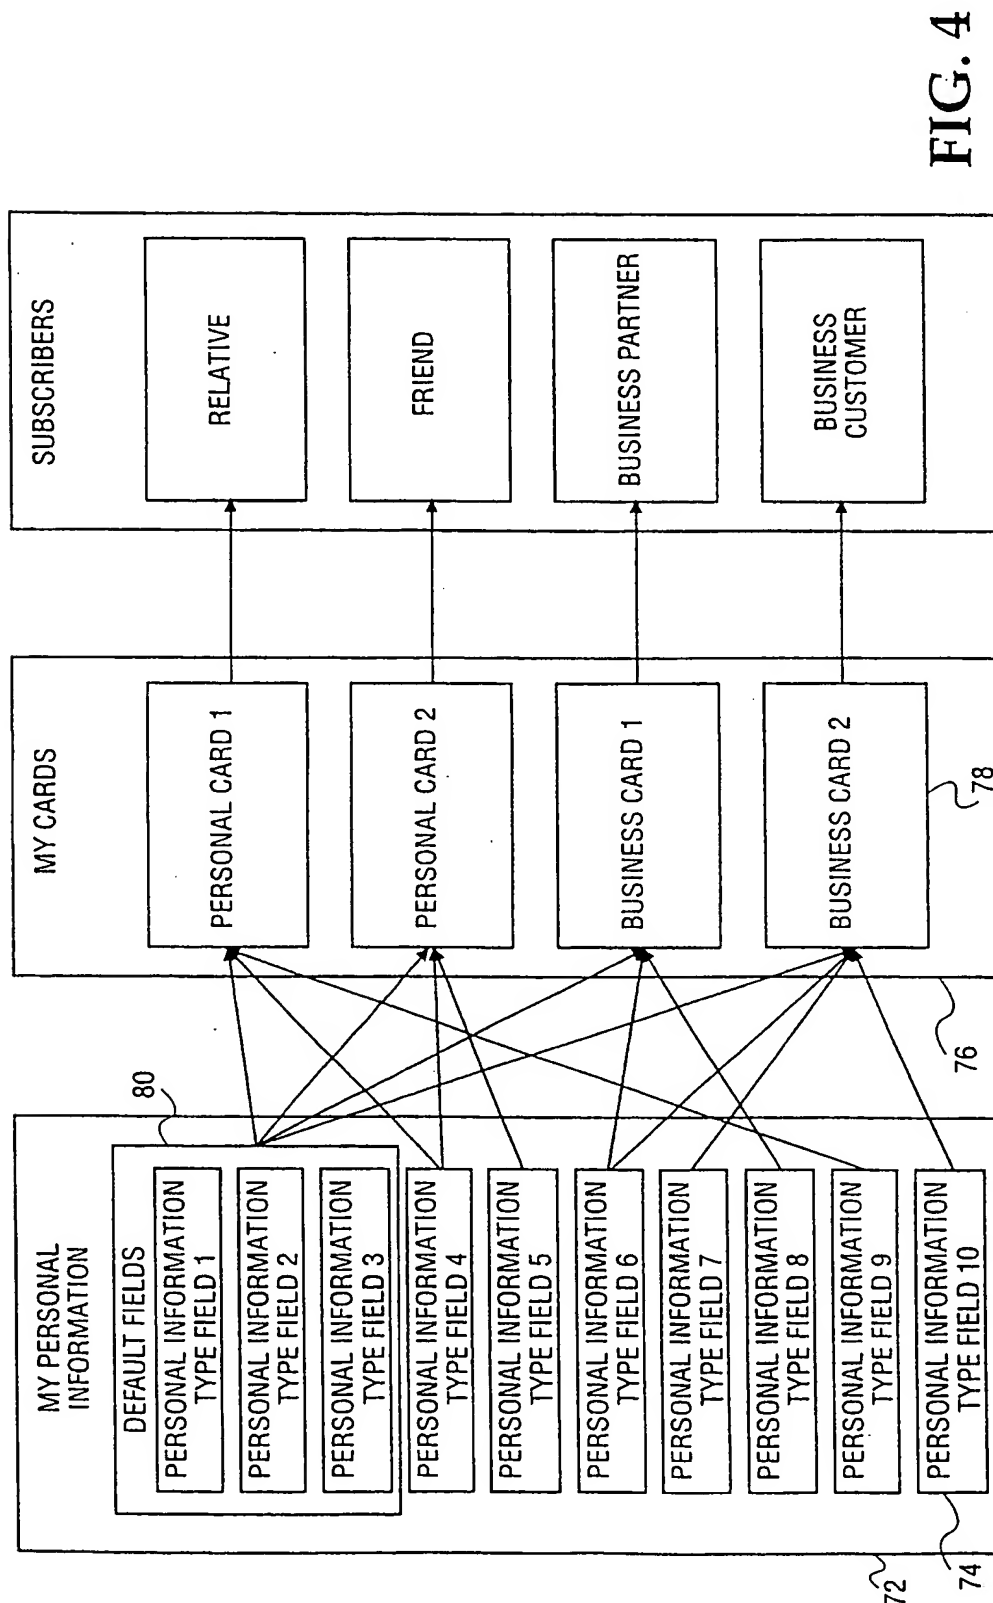 MY PERSONAL
INFORMATION
DEFAULT FIELDS
PERSONAL INFORMATION
TYPE FIELD 1
PERSONAL INFORMATION
TYPE FIELD 2
PERSONAL INFORMATION
TYPE FIELD 3
PERSONAL INFORMATION
TYPE FIELD 4
PERSONAL INFORMATION
TYPE FIELD 5
PERSONAL INFORMATION
TYPE FIELD 6
PERSONAL INFORMATION
TYPE FIELD 7
PERSONAL INFORMATION
TYPE FIELD 8
PERSONAL INFORMATION
TYPE FIELD 9
PERSONAL INFORMATION
TYPE FIELD 10
72
74
80
MY CARDS
PERSONAL CARD 1
PERSONAL CARD 2
BUSINESS CARD 1
BUSINESS CARD 2
76
78
SUBSCRIBERS
RELATIVE
FRIEND
BUSINESS PARTNER
BUSINESS
CUSTOMER
FIG. 4